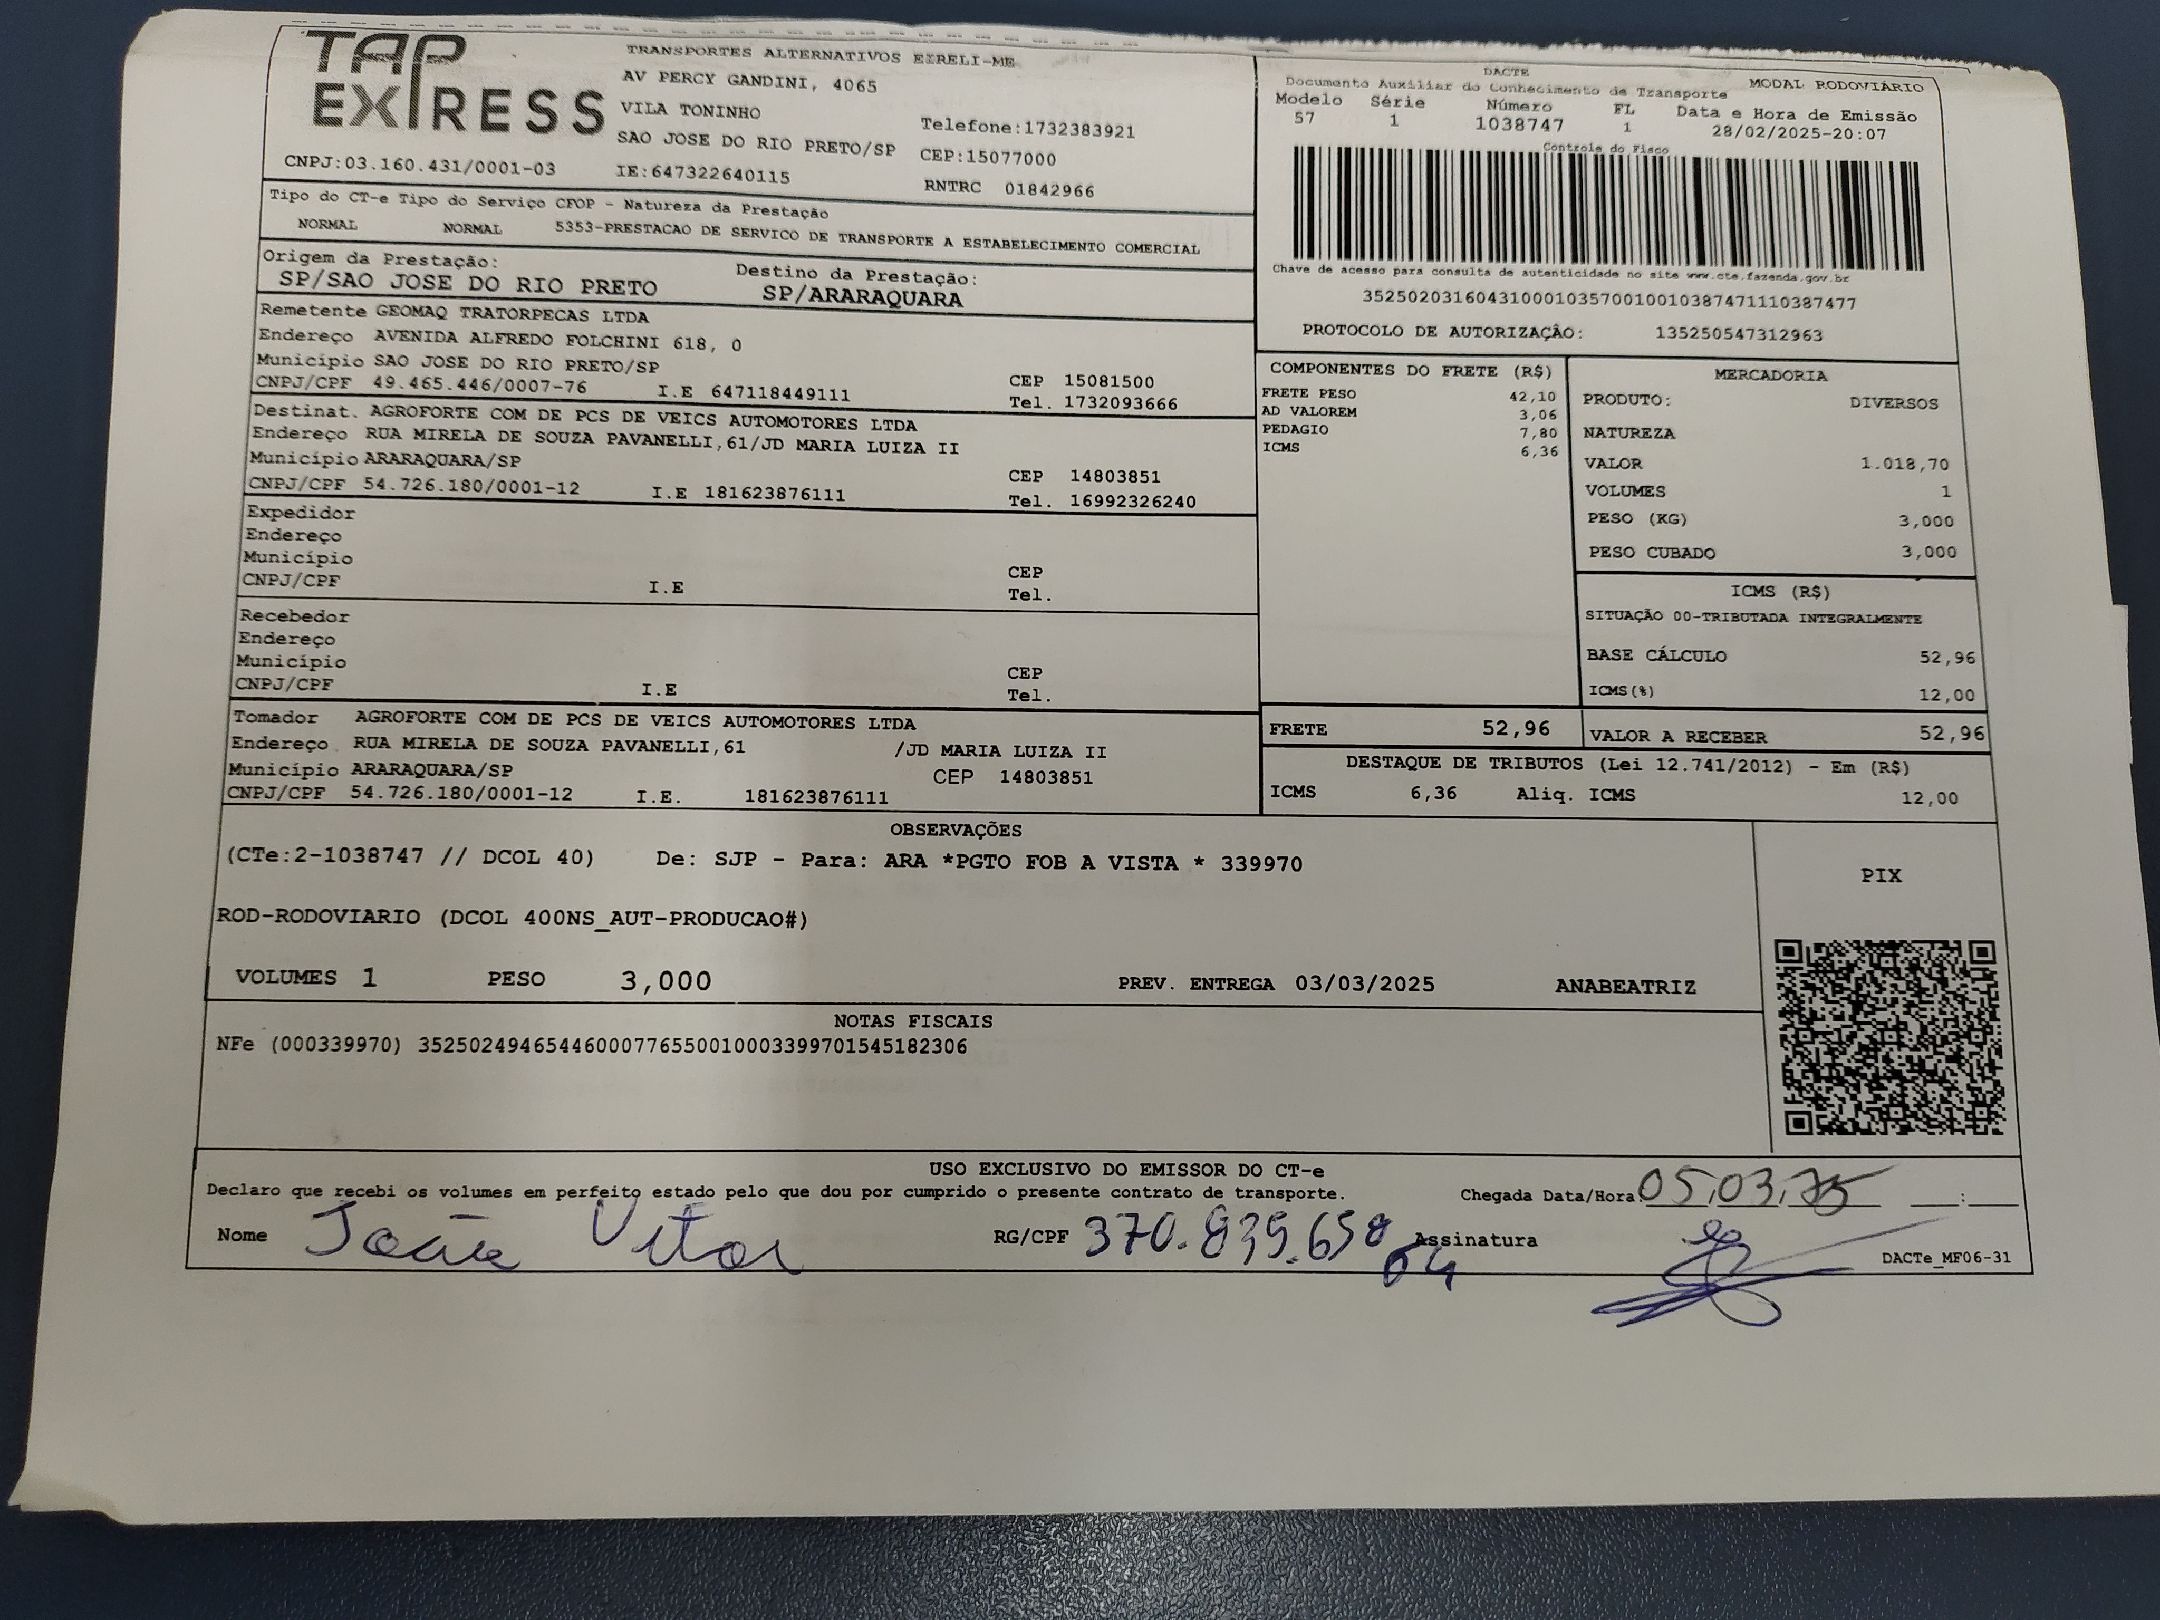 TAP EXPRESS
TRANSPORTES ALTERNATIVOS EIRELI-ME
AV PERCY GANDINI, 4065
VILA TONINHO
Telefone:1732383921
SAO JOSE DO RIO PRETO/SP CEP:15077000
CNPJ:03.160.431/0001-03 IE:647322640115 RNTRC 01842966
DACTE
Documento Auxiliar do Conhecimento de Transporte MODAL RODOVIÁRIO
Modelo Série Número FL Data e Hora de Emissão
57 1 1038747 1 28/02/2025-20:07
Controle do Fisco
Chave de acesso para consulta de autenticidade no site www.cte.fazenda.gov.br
35250203160431000103570010010387471110387477
PROTOCOLO DE AUTORIZAÇÃO: 135250547312963
Tipo do CT-e Tipo do Serviço CFOP - Natureza da Prestação
NORMAL NORMAL 5353-PRESTACAO DE SERVICO DE TRANSPORTE A ESTABELECIMENTO COMERCIAL
Origem da Prestação: Destino da Prestação:
SP/SAO JOSE DO RIO PRETO SP/ARARAQUARA
Remetente GEOMAQ TRATORPECAS LTDA
Endereço AVENIDA ALFREDO FOLCHINI 618, 0
Município SAO JOSE DO RIO PRETO/SP CEP 15081500
CNPJ/CPF 49.465.446/0007-76 I.E 647118449111 Tel. 1732093666
Destinat. AGROFORTE COM DE PCS DE VEICS AUTOMOTORES LTDA
Endereço RUA MIRELA DE SOUZA PAVANELLI,61/JD MARIA LUIZA II
Município ARARAQUARA/SP CEP 14803851
CNPJ/CPF 54.726.180/0001-12 I.E 181623876111 Tel. 16992326240
Expedidor
Endereço
Município CEP
CNPJ/CPF I.E Tel.
Recebedor
Endereço
Município CEP
CNPJ/CPF I.E Tel.
Tomador AGROFORTE COM DE PCS DE VEICS AUTOMOTORES LTDA
Endereço RUA MIRELA DE SOUZA PAVANELLI,61 /JD MARIA LUIZA II
Município ARARAQUARA/SP CEP 14803851
CNPJ/CPF 54.726.180/0001-12 I.E. 181623876111
COMPONENTES DO FRETE (R$)
FRETE PESO 42,10
AD VALOREM 3,06
PEDAGIO 7,80
ICMS 6,36
MERCADORIA
PRODUTO: DIVERSOS
NATUREZA
VALOR 1.018,70
VOLUMES 1
PESO (KG) 3,000
PESO CUBADO 3,000
ICMS (R$)
SITUAÇÃO 00-TRIBUTADA INTEGRALMENTE
BASE CÁLCULO 52,96
ICMS(%) 12,00
FRETE 52,96 VALOR A RECEBER 52,96
DESTAQUE DE TRIBUTOS (Lei 12.741/2012) - Em (R$)
ICMS 6,36 Aliq. ICMS 12,00
OBSERVAÇÕES
(CTe:2-1038747 // DCOL 40) De: SJP - Para: ARA *PGTO FOB A VISTA * 339970
ROD-RODOVIARIO (DCOL 400NS_AUT-PRODUCAO#)
VOLUMES 1 PESO 3,000 PREV. ENTREGA 03/03/2025 ANABEATRIZ
PIX
NOTAS FISCAIS
NFe (000339970) 35250249465446000776550010003399701545182306
USO EXCLUSIVO DO EMISSOR DO CT-e
Declaro que recebi os volumes em perfeito estado pelo que dou por cumprido o presente contrato de transporte. Chegada Data/Hora: 05,03,25 :
Nome João Vitor RG/CPF 370.839.658 04 Assinatura
DACTe_MF06-31